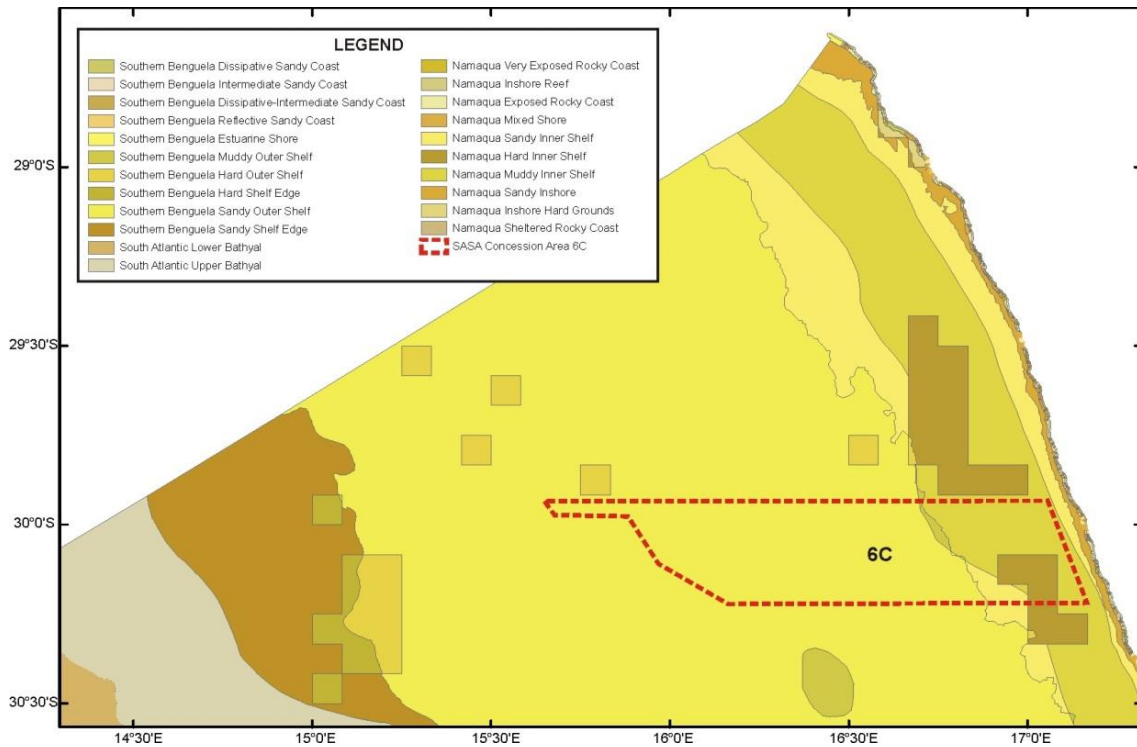 LEGEND
Southern Benguela Dissipative Sandy Coast
Southern Benguela Intermediate Sandy Coast
Southern Benguela Dissipative-Intermediate Sandy Coast
Southern Benguela Reflective Sandy Coast
Southern Benguela Estuarine Shore
Southern Benguela Muddy Outer Shelf
Southern Benguela Hard Outer Shelf
Southern Benguela Hard Shelf Edge
Southern Benguela Sandy Outer Shelf
Southern Benguela Sandy Shelf Edge
South Atlantic Lower Bathyal
South Atlantic Upper Bathyal
Namaqua Very Exposed Rocky Coast
Namaqua Inshore Reef
Namaqua Exposed Rocky Coast
Namaqua Mixed Shore
Namaqua Sandy Inner Shelf
Namaqua Hard Inner Shelf
Namaqua Muddy Inner Shelf
Namaqua Sandy Inshore
Namaqua Inshore Hard Grounds
Namaqua Sheltered Rocky Coast
SASA Concession Area 6C
29°0'S
29°30'S
30°0'S
6C
30°30'S
14°30'E
15°0'E
15°30'E
16°0'E
16°30'E
17°0'E